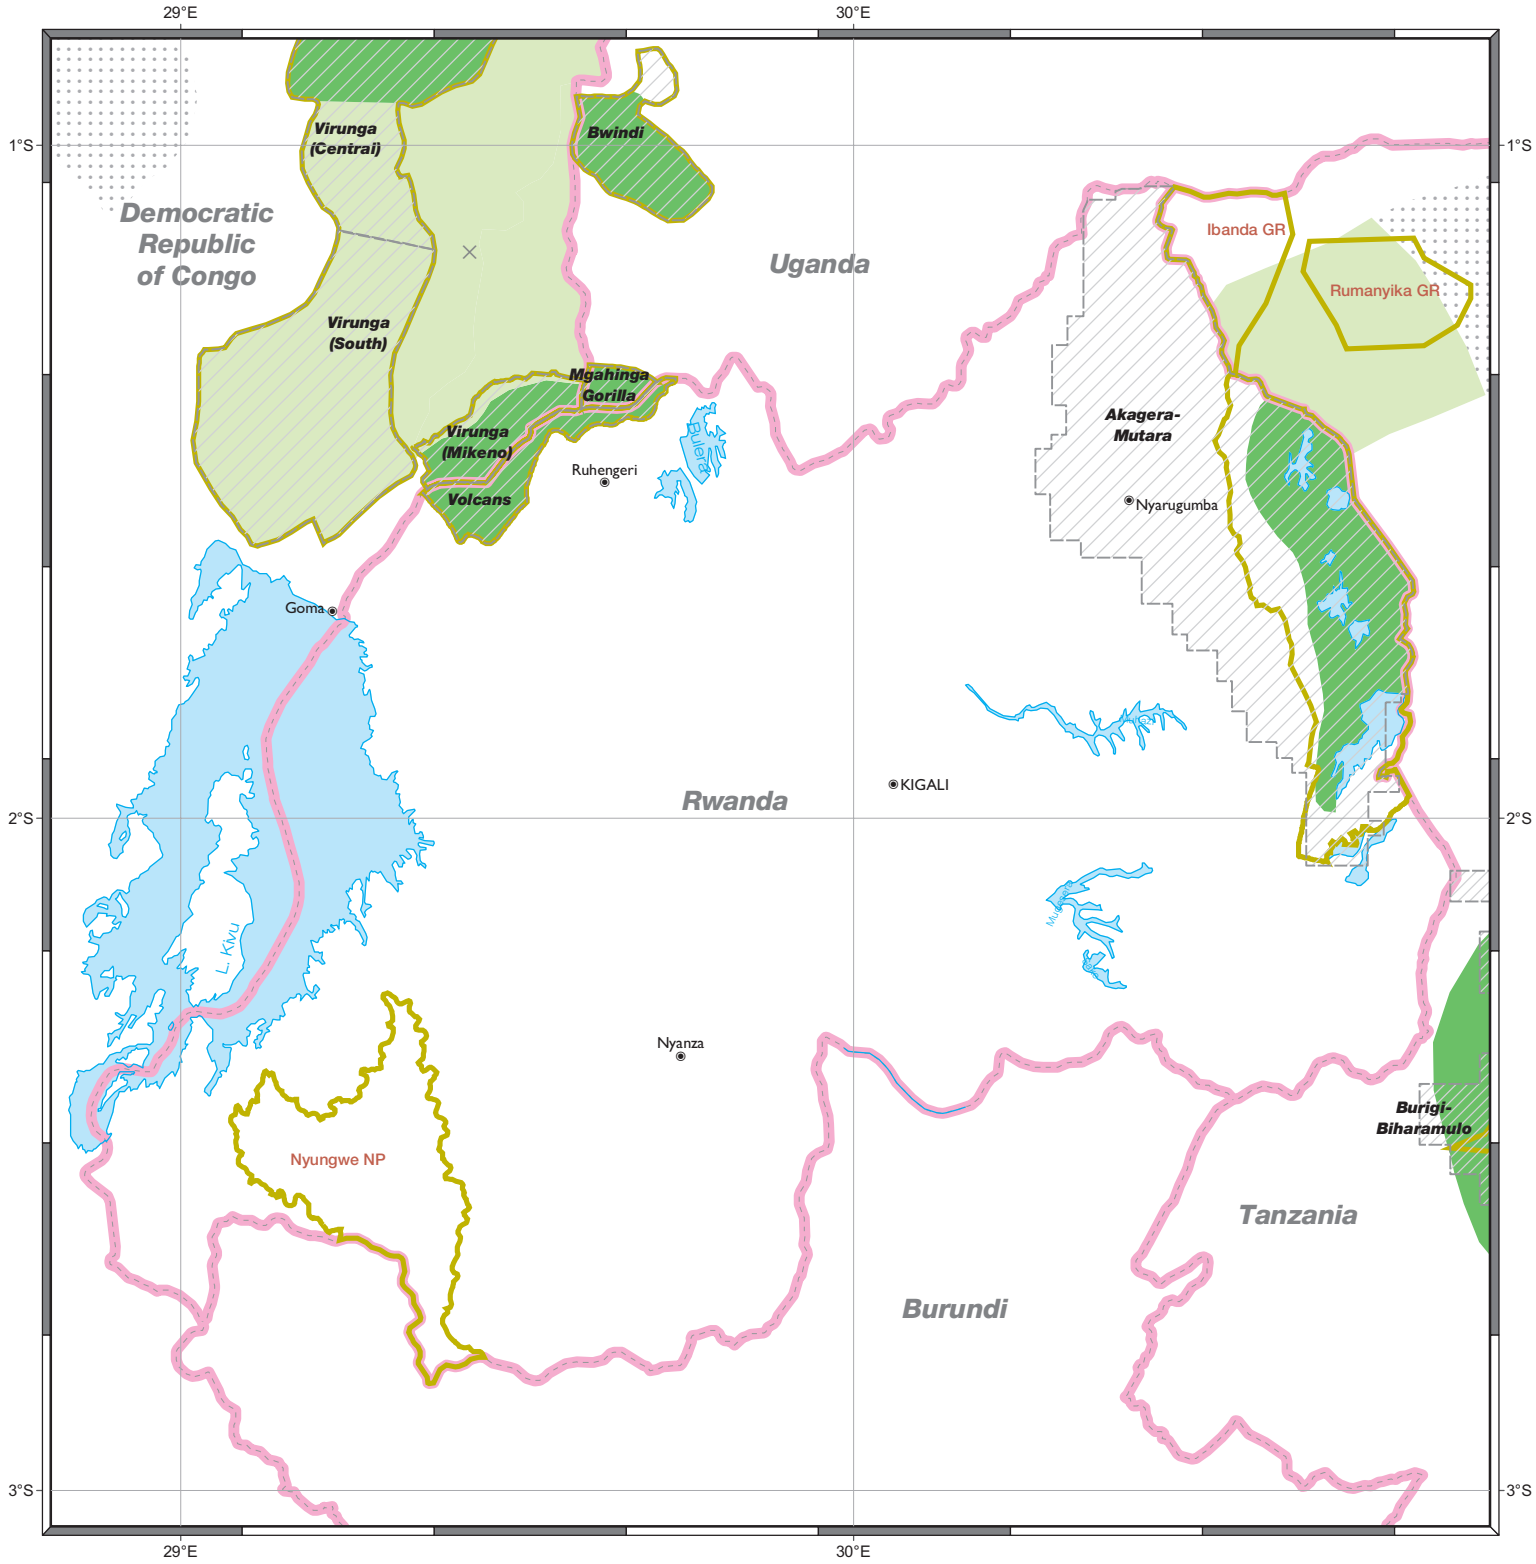 29°E
30°E
1°S
1°S
Virunga
(Centrai)
Bwindi
Democratic
Republic
of Congo
Uganda
Ibanda GR
Rumanyika GR
Virunga
(South)
Mgahinga
Gorilla
Virunga
(Mikeno)
Volcans
Ruhengeri
Bulera
Akagera-
Mutara
Nyarugumba
Goma
Rwanda
KIGALI
2°S
2°S
L. Kivu
Nyanza
Burigi-
Biharamulo
Nyungwe NP
Tanzania
Burundi
3°S
3°S
29°E
30°E